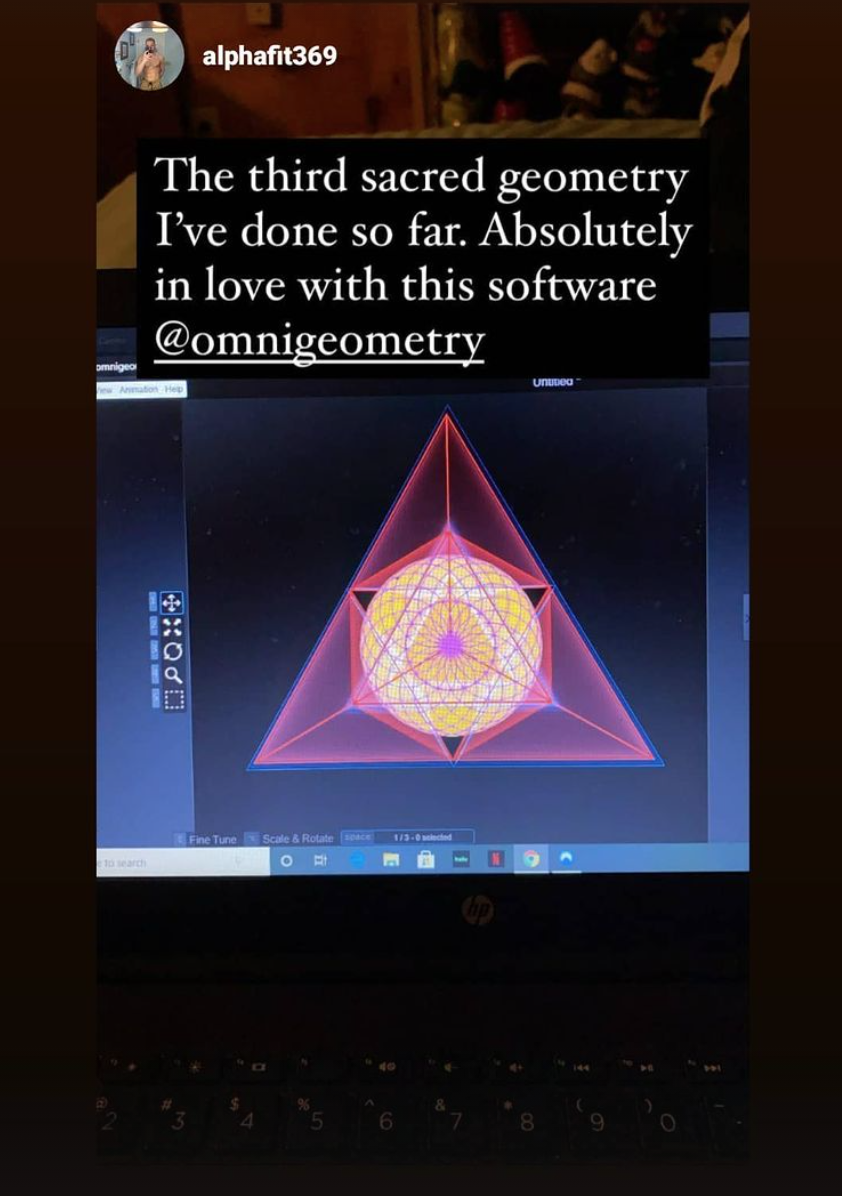 alphafit369
The third sacred geometry
I've done so far. Absolutely
in love with this software
@omnigeometry
omnigeo
View Animation Help
Untitled
Fine Tune
Scale & Rotate
space
1/3 - 0 selected
e to search
hulu
N
hp
@ # $ % ^ & * ( ) -
2 3 4 5 6 7 8 9 0